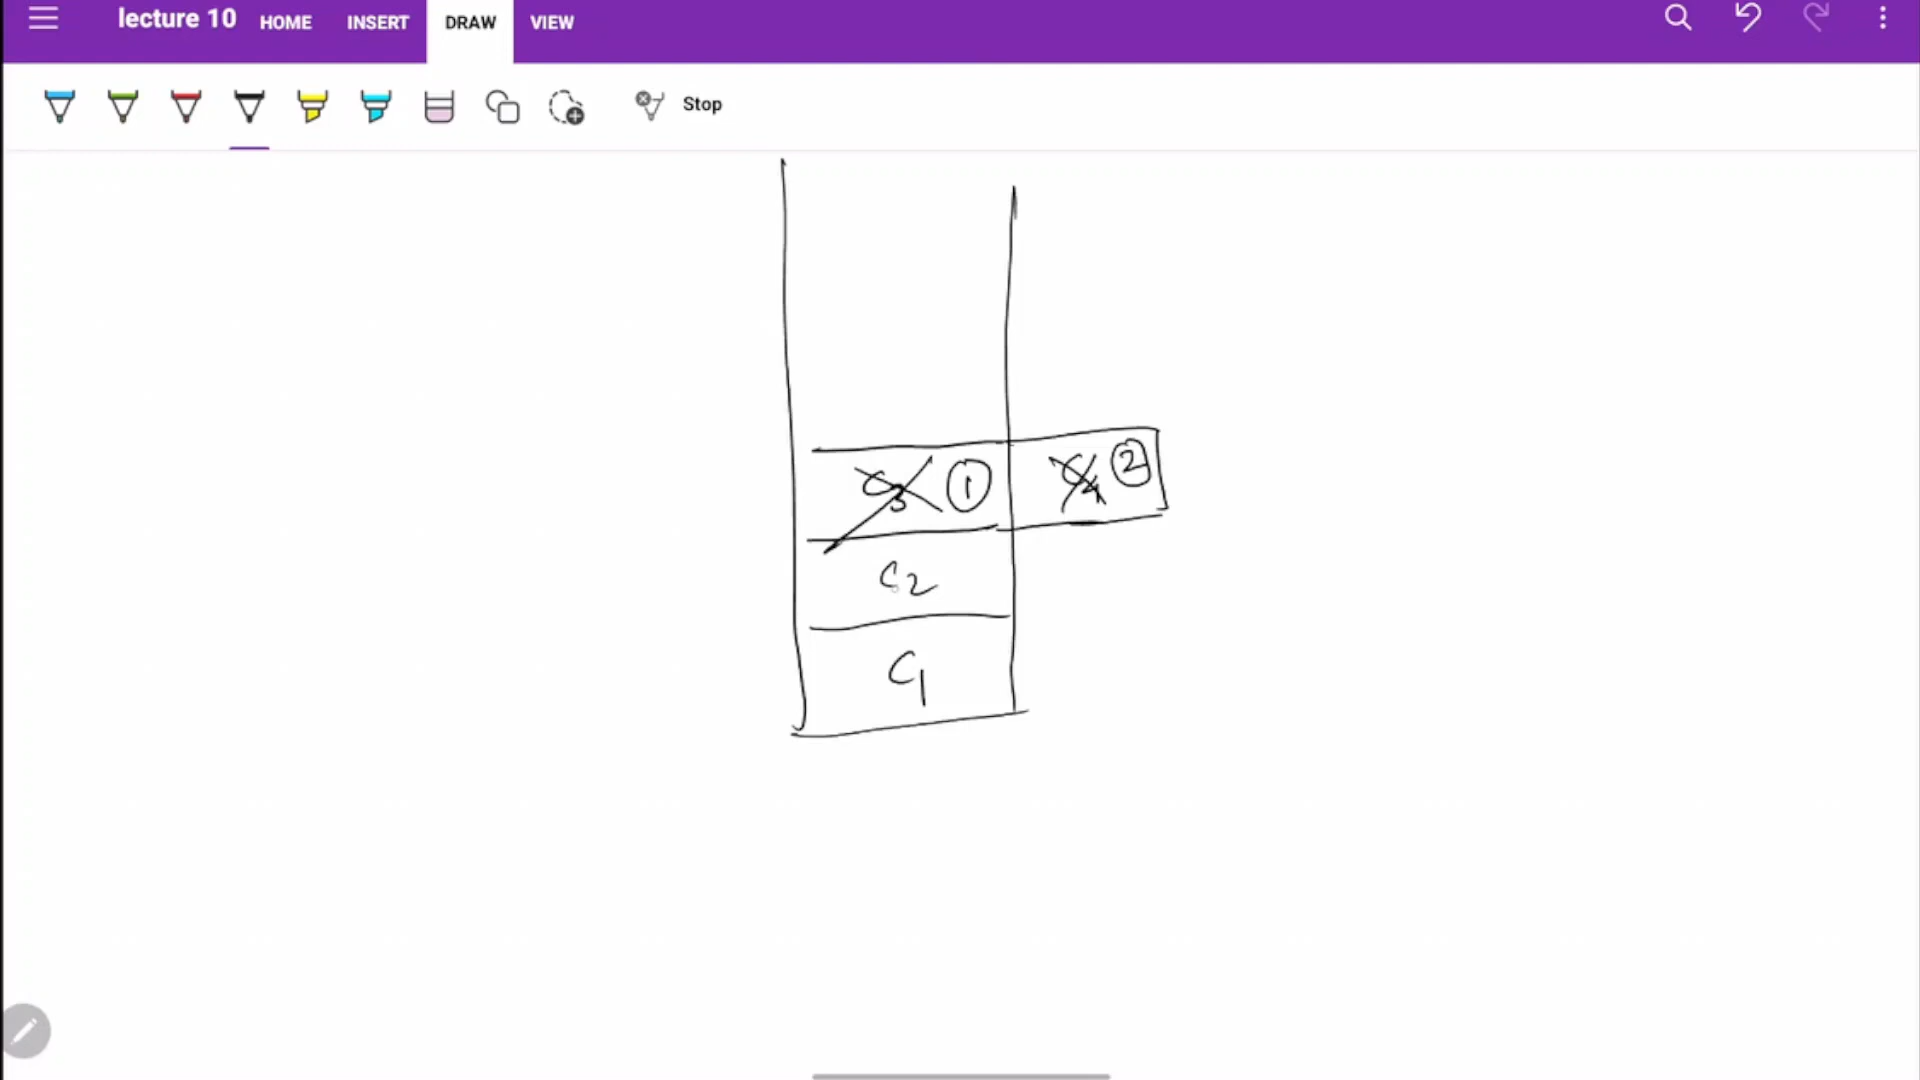 lecture 10 HOME INSERT DRAW VIEW
Stop
C3 1 C4 2
C2
C1